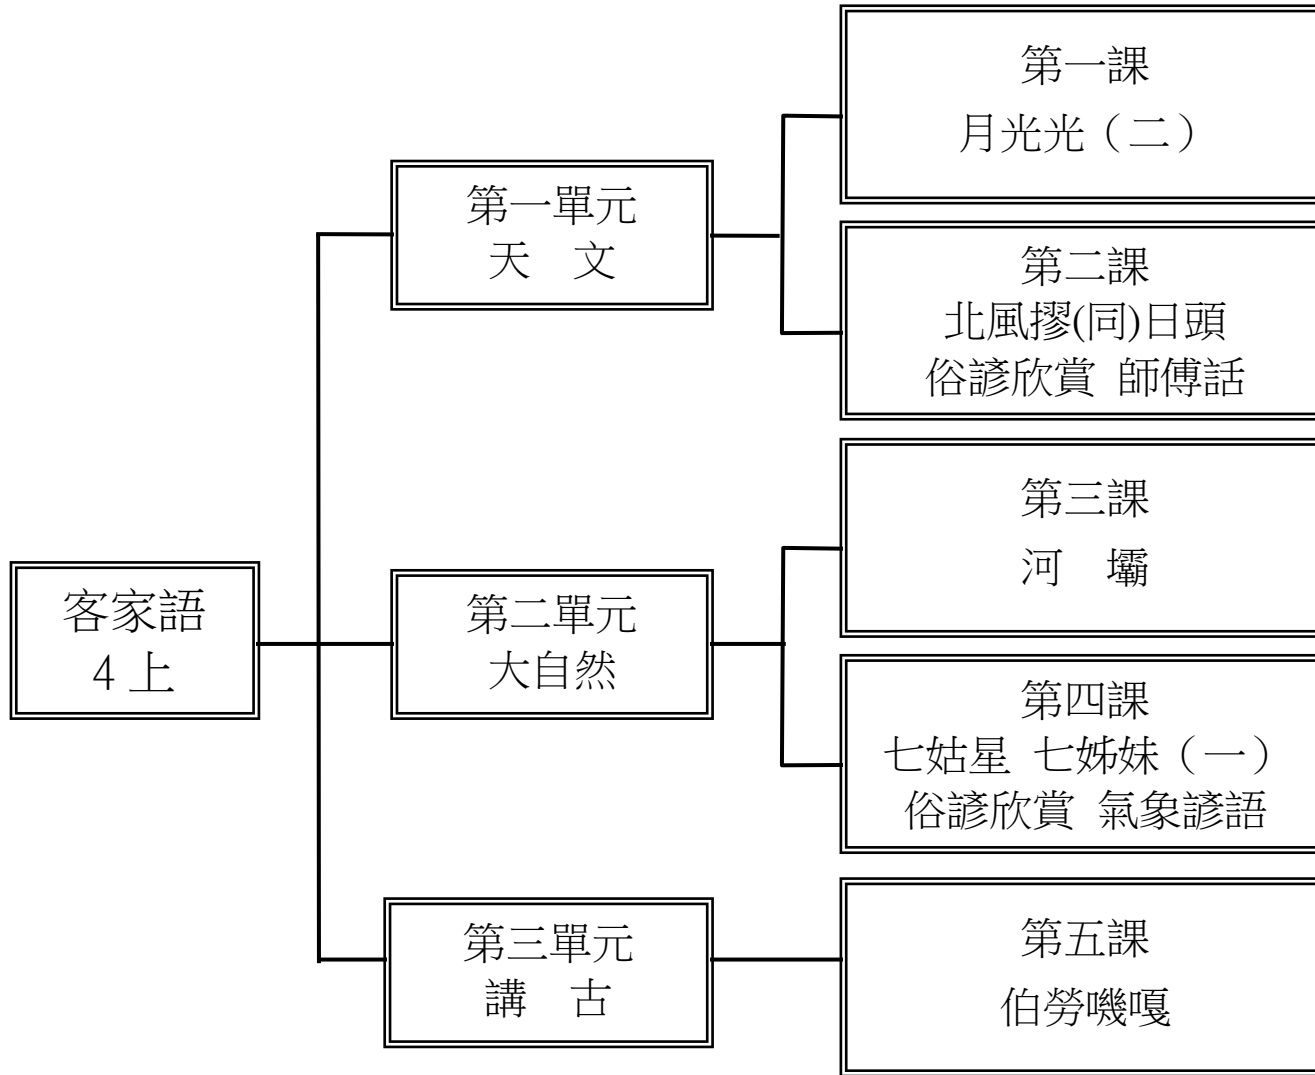 客家語
4 上
第一單元
天　文
第一課
月光光（二）
第二課
北風摎(同)日頭
俗諺欣賞 師傅話
第二單元
大自然
第三課
河　壩
第四課
七姑星 七姊妹（一）
俗諺欣賞 氣象諺語
第三單元
講　古
第五課
伯勞嘰嘎